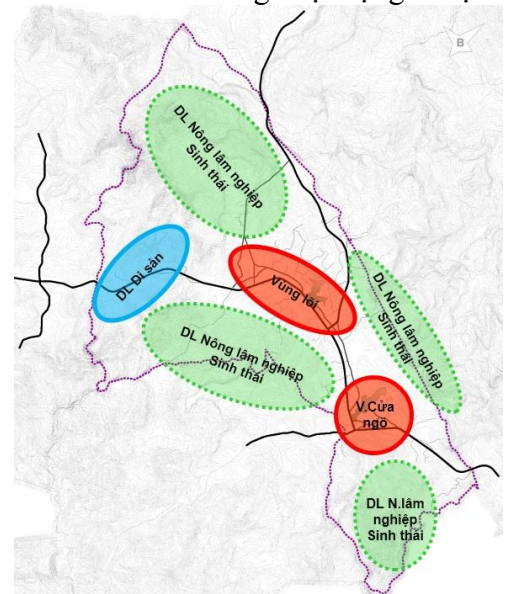 B
DL Nông lâm nghiệp
Sinh thái
DL Di sản
Vùng lõi
DL Nông lâm nghiệp
Sinh thái
DL Nông lâm nghiệp
Sinh thái
V.Cửa
ngõ
DL N.lâm
nghiệp
Sinh thái